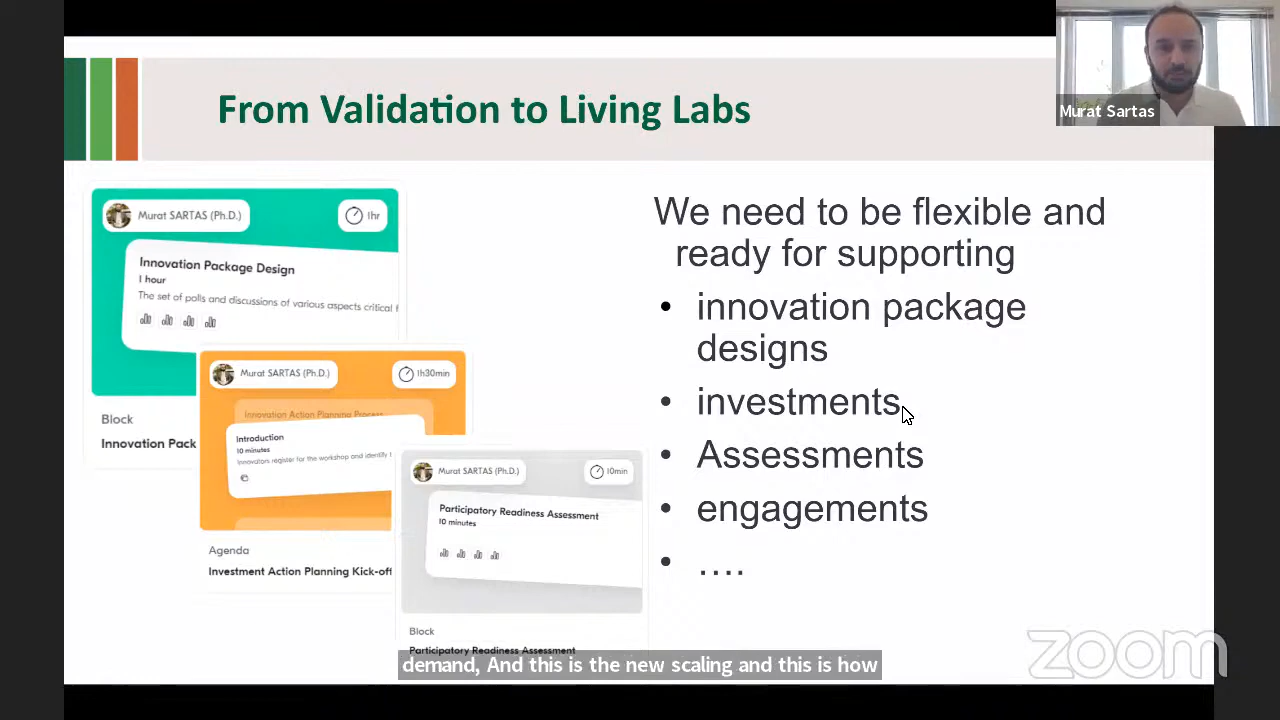 From Validation to Living Labs
Murat Sartas
Murat SARTAS (Ph.D.)
1hr
Innovation Package Design
1 hour
The set of polls and discussions of various aspects critical f
Block
Innovation Pack
Murat SARTAS (Ph.D.)
1h30min
Innovation Action Planning Process
Introduction
10 minutes
Innovators register for the workshop and identify t
Agenda
Investment Action Planning Kick-off
Murat SARTAS (Ph.D.)
10min
Participatory Readiness Assessment
10 minutes
Block
Participatory Readiness Assessment
We need to be flexible and
ready for supporting
• innovation package
designs
• investments
• Assessments
• engagements
• ....
demand, And this is the new scaling and this is how
zoom